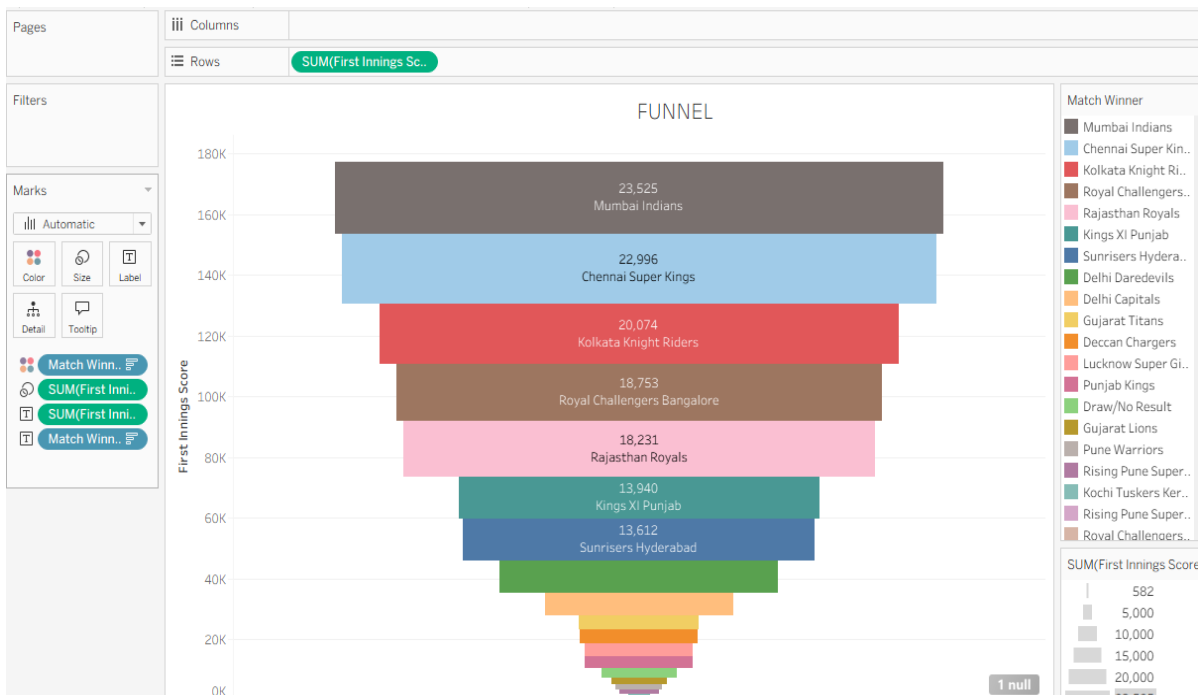 Pages
Columns
Rows
SUM(First Innings Sc..
Filters
Marks
Automatic
Color
Size
Label
Detail
Tooltip
Match Winn..
SUM(First Inni..
T SUM(First Inni..
T Match Winn..
FUNNEL
First Innings Score
180K
160K
140K
120K
100K
80K
60K
40K
20K
0K
23,525
Mumbai Indians
22,996
Chennai Super Kings
20,074
Kolkata Knight Riders
18,753
Royal Challengers Bangalore
18,231
Rajasthan Royals
13,940
Kings XI Punjab
13,612
Sunrisers Hyderabad
1 null
Match Winner
Mumbai Indians
Chennai Super Kin..
Kolkata Knight Ri..
Royal Challengers..
Rajasthan Royals
Kings XI Punjab
Sunrisers Hydera..
Delhi Daredevils
Delhi Capitals
Gujarat Titans
Deccan Chargers
Lucknow Super Gi..
Punjab Kings
Draw/No Result
Gujarat Lions
Pune Warriors
Rising Pune Super..
Kochi Tuskers Ker..
Rising Pune Super..
Royal Challengers..
SUM(First Innings Score
582
5,000
10,000
15,000
20,000